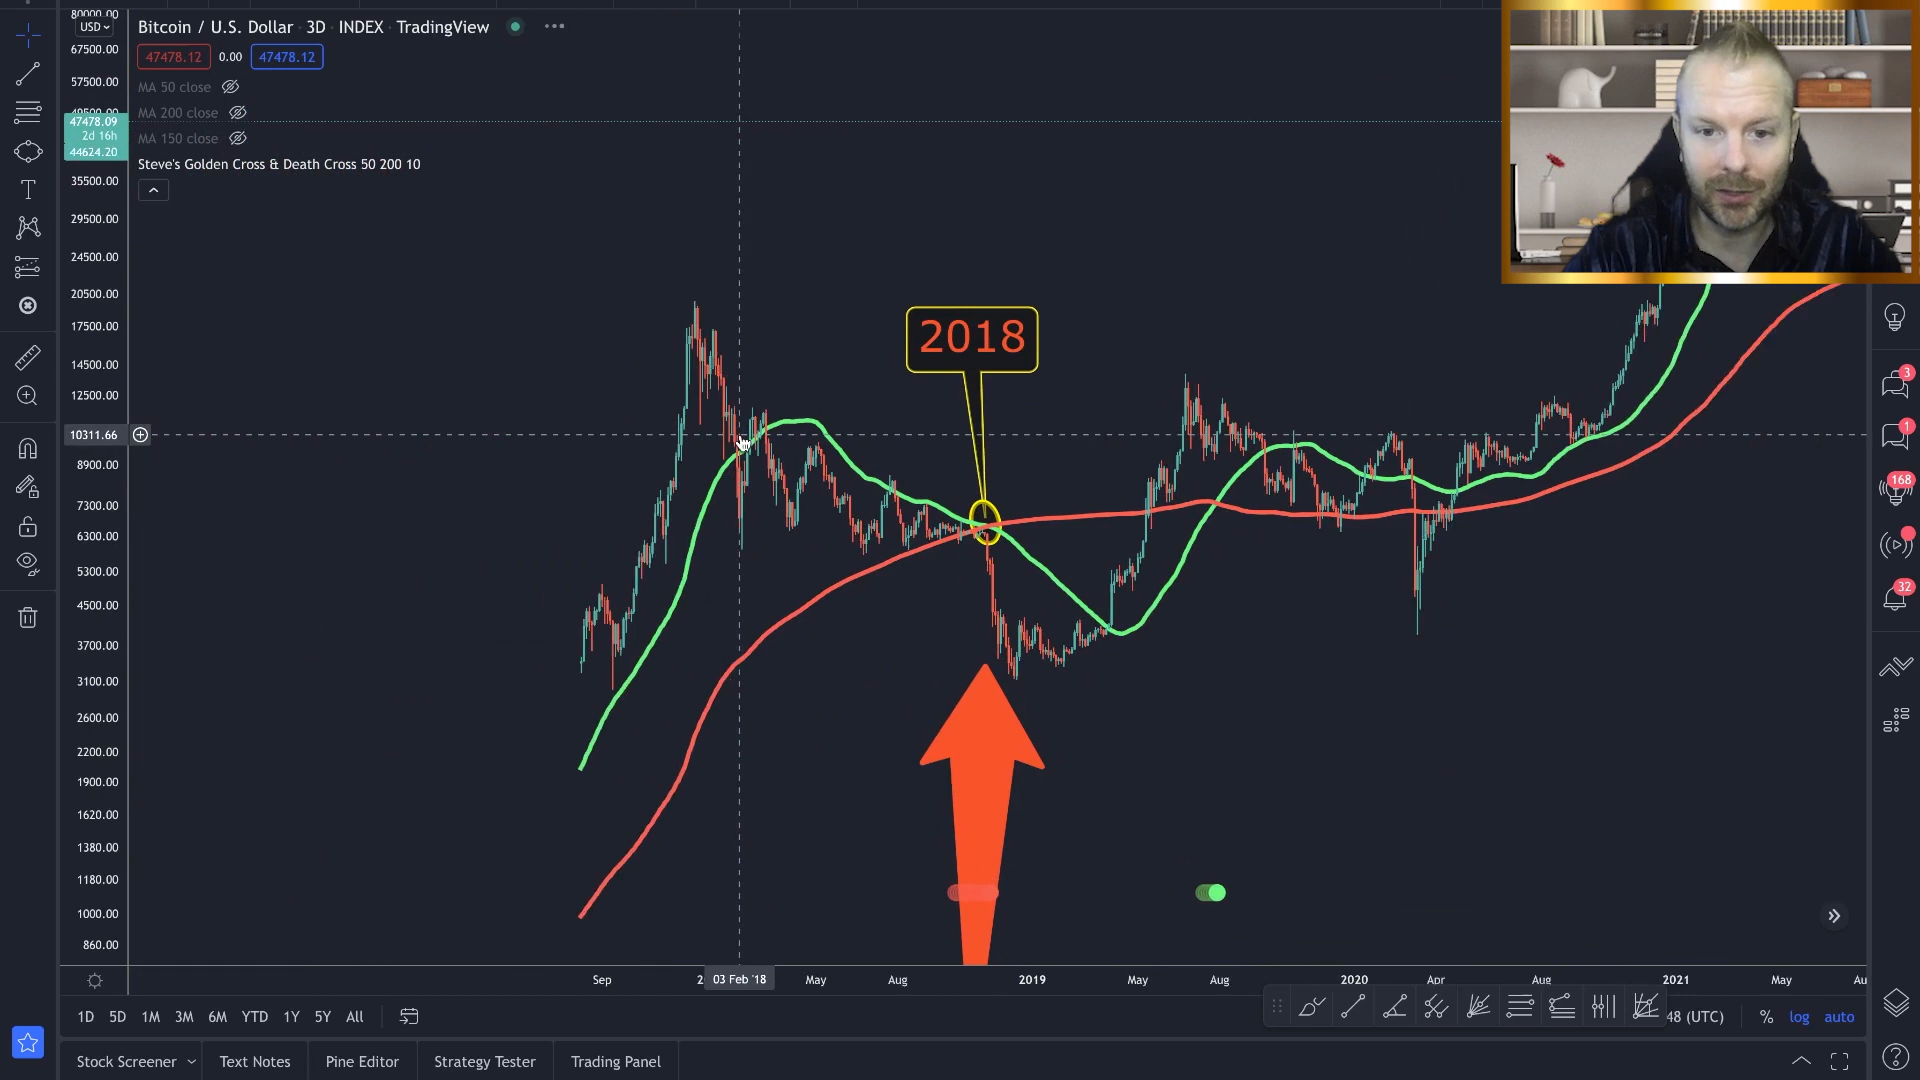 80000.00
USD
67500.00
57500.00
49500.00
47478.09
2d 16h
44624.20
35500.00
29500.00
24500.00
20500.00
17500.00
14500.00
12500.00
10311.66
8900.00
7300.00
6300.00
5300.00
4500.00
3700.00
3100.00
2600.00
2200.00
1900.00
1620.00
1380.00
1180.00
1000.00
860.00
Bitcoin / U.S. Dollar · 3D · INDEX · TradingView
47478.12 0.00 47478.12
MA 50 close
MA 200 close
MA 150 close
Steve's Golden Cross & Death Cross 50 200 10
2018
3
1
168
32
Sep 03 Feb '18 May Aug 2019 May Aug 2020 Apr Aug 2021 May
1D 5D 1M 3M 6M YTD 1Y 5Y All
48 (UTC) % log auto
Stock Screener Text Notes Pine Editor Strategy Tester Trading Panel